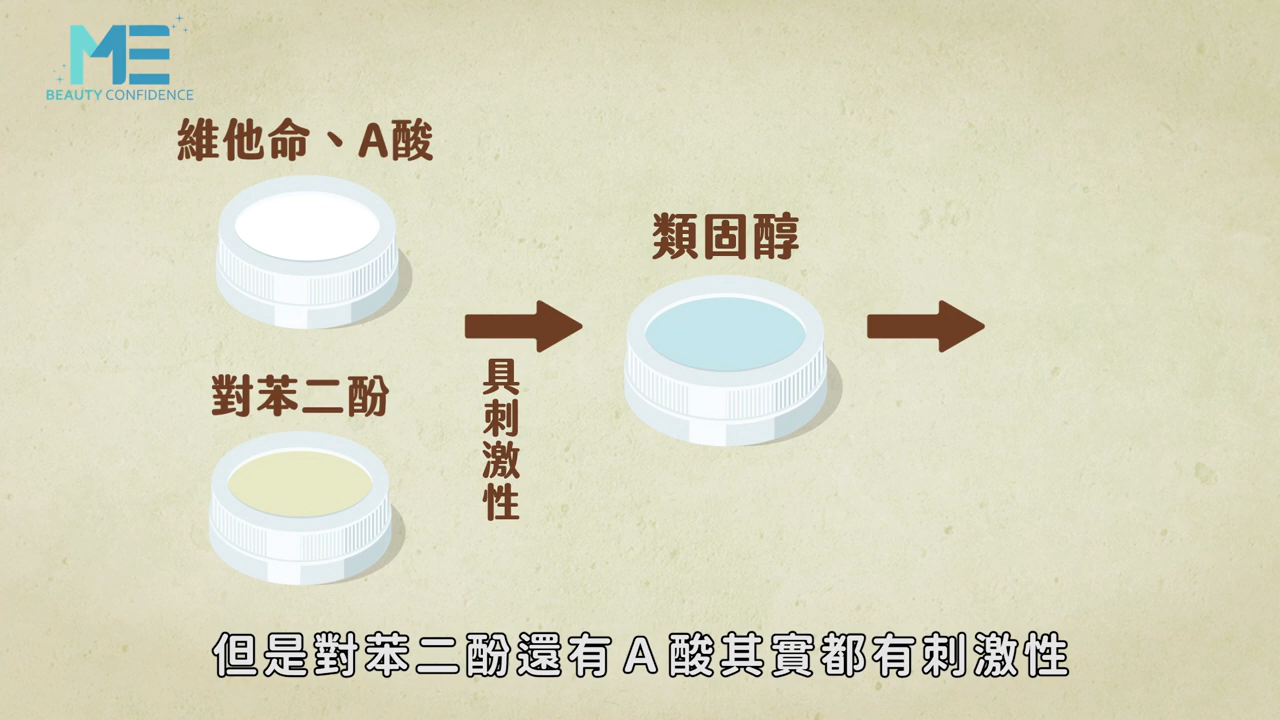 ME
BEAUTY CONFIDENCE
維他命、A酸
類固醇
對苯二酚
具刺激性
但是對苯二酚還有A酸其實都有刺激性